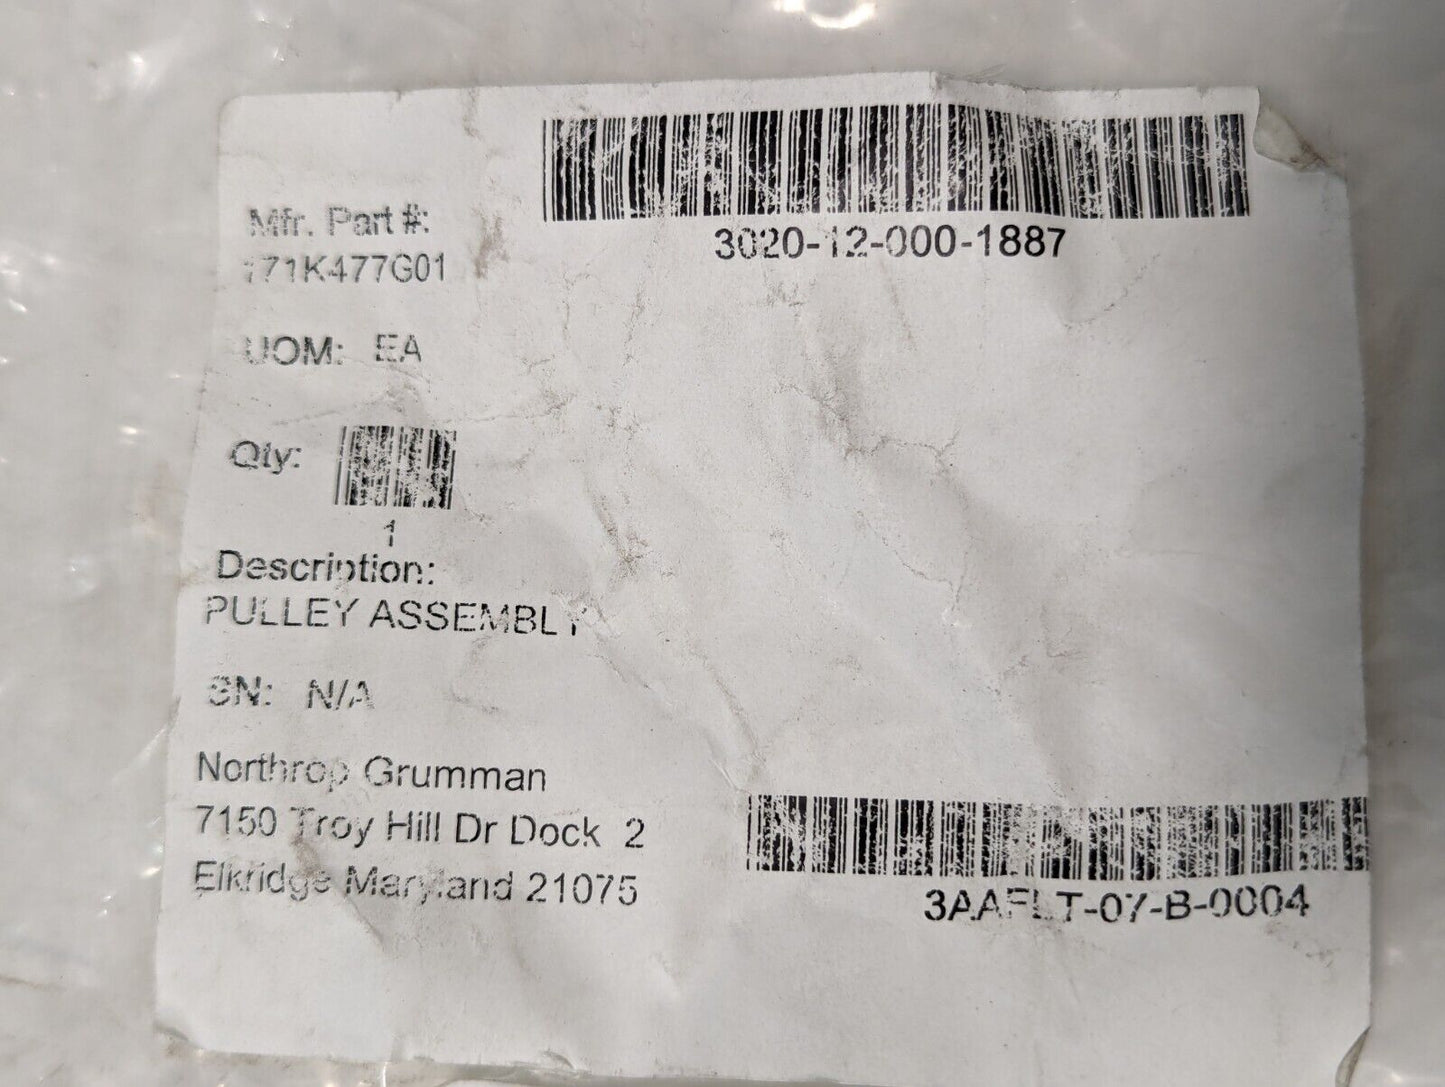 3020-12-000-1887
Mfr. Part #:
171K477G01
UOM: EA
Qty:
1
Description:
PULLEY ASSEMBLY
SN: N/A
Northrop Grumman
7150 Troy Hill Dr Dock 2
Elkridge Maryland 21075
3AAFLT-07-B-0004